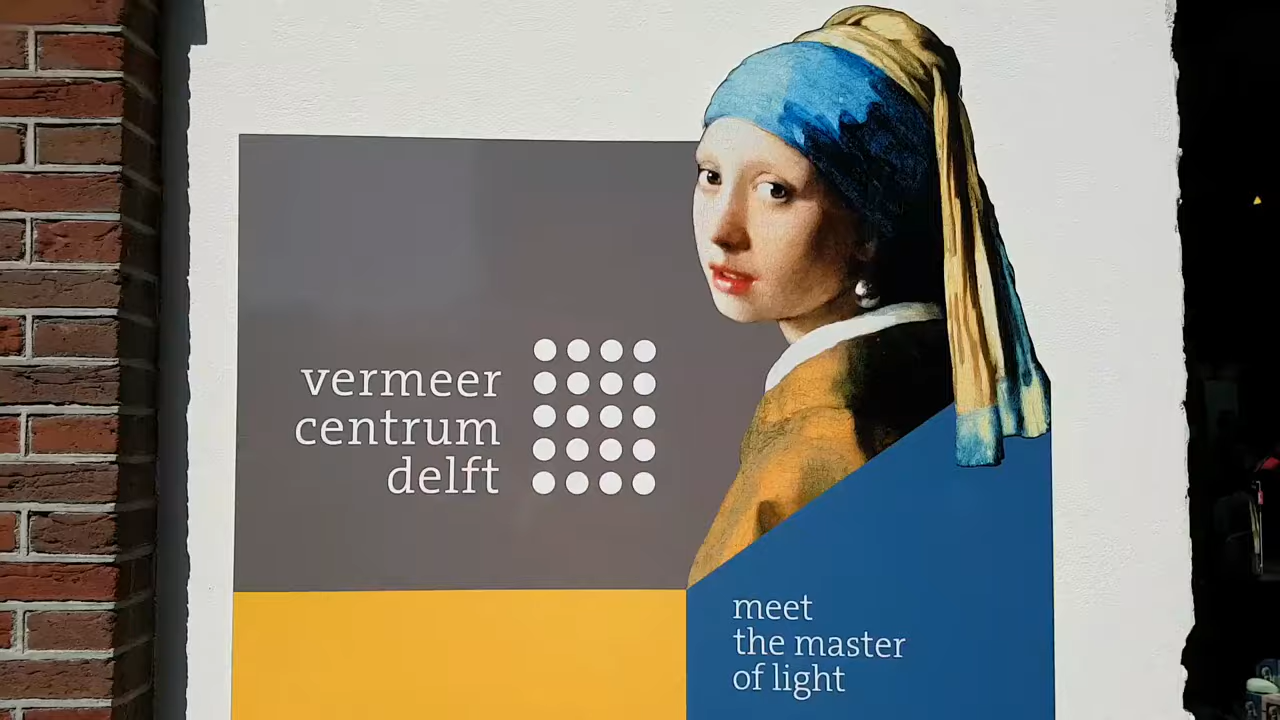 vermeer
centrum
delft
meet
the master
of light